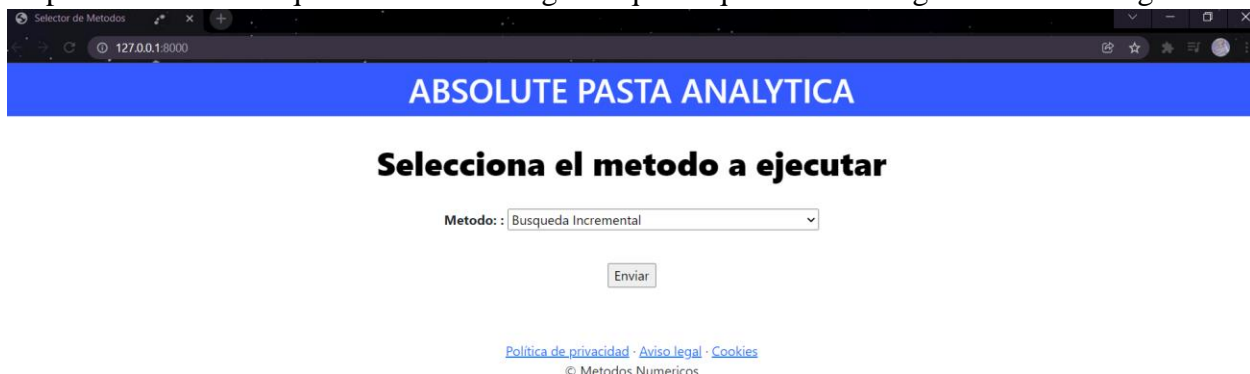 Selector de Metodos
127.0.0.1:8000
ABSOLUTE PASTA ANALYTICA
Selecciona el metodo a ejecutar
Metodo: : Busqueda Incremental
Enviar
Política de privacidad · Aviso legal · Cookies
© Metodos Numericos